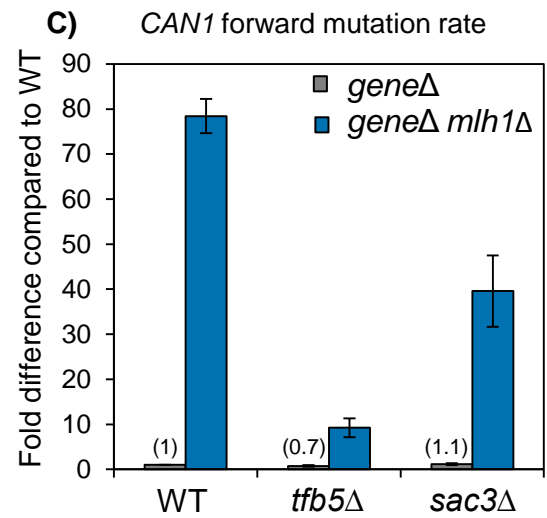 C) CAN1 forward mutation rate
Fold difference compared to WT
90
80
70
60
50
40
30
20
10
0
geneΔ
geneΔ mlh1Δ
(1)
(0.7)
(1.1)
WT
tfb5Δ
sac3Δ